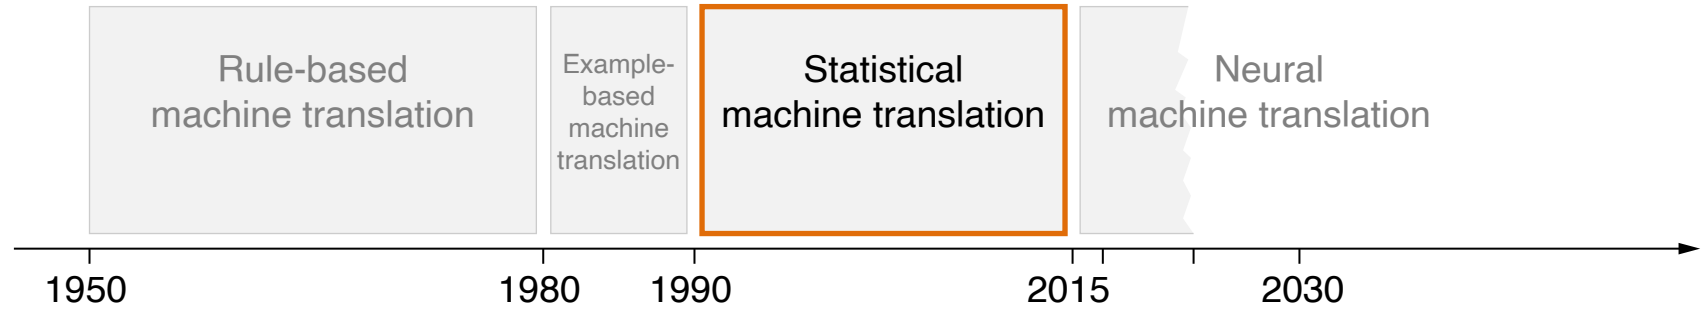 Rule-based
machine translation
Example-
based
machine
translation
Statistical
machine translation
Neural
machine translation
1950
1980
1990
2015
2030